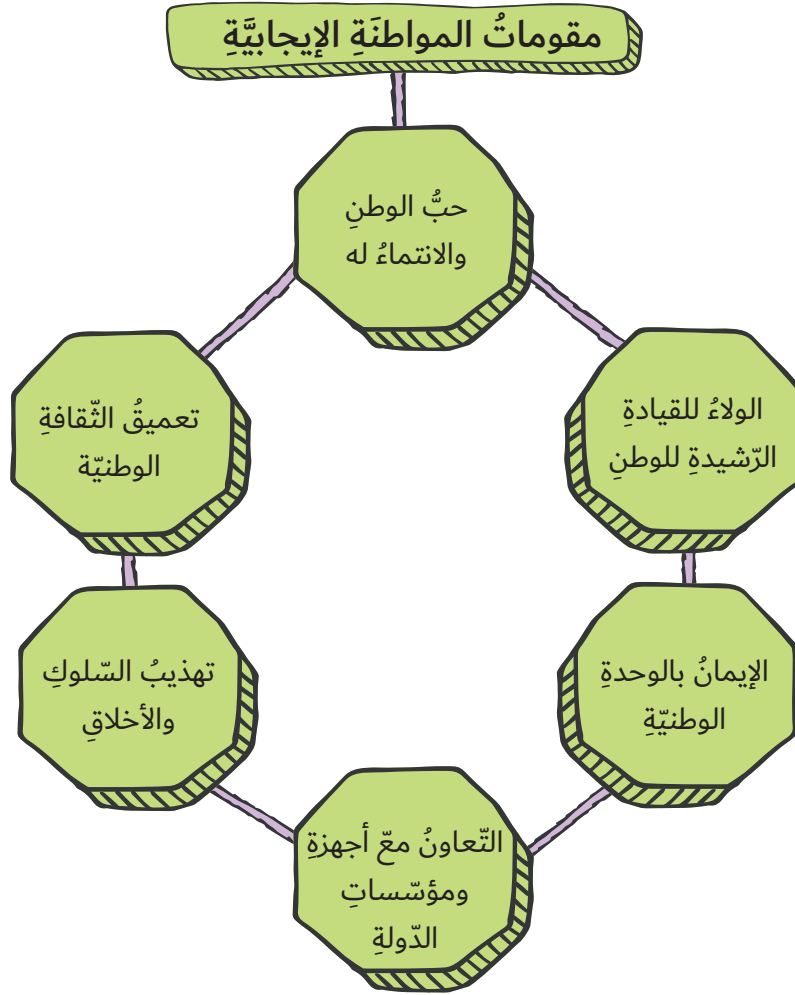 مقوماتُ المواطنَةِ الإيجابيَّةِ
حبُّ الوطنِ
والانتماءُ له
الولاءُ للقيادةِ
الرّشيدةِ للوطنِ
الإيمانُ بالوحدةِ
الوطنيّةِ
التّعاونُ معّ أجهزةِ
ومؤسّساتِ
الدّولةِ
تهذيبُ السّلوكِ
والأخلاقِ
تعميقُ الثّقافةِ
الوطنيّة